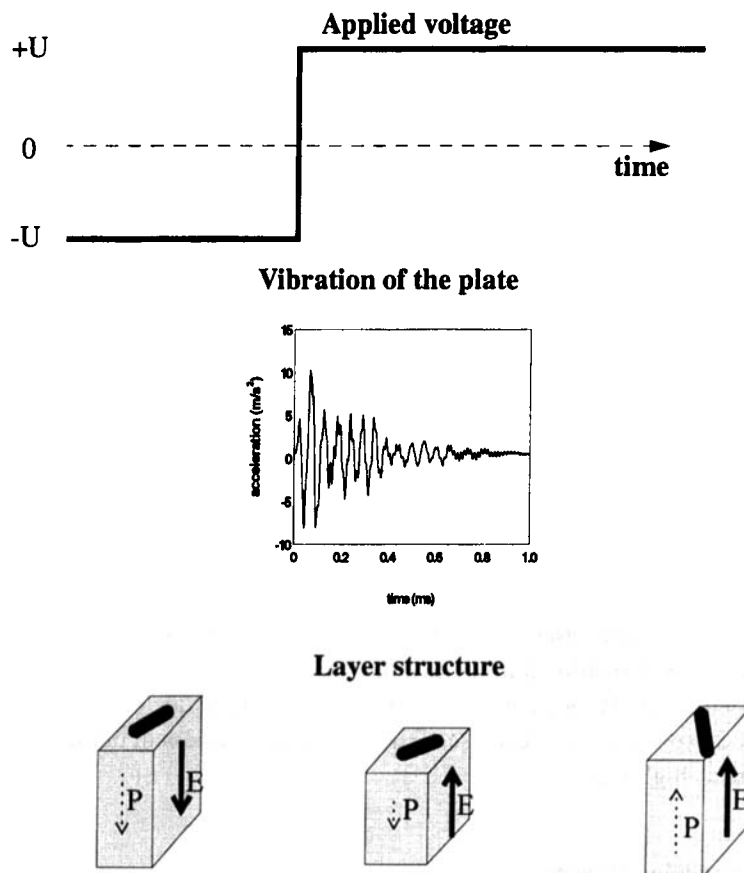 Applied voltage
+U
0
time
-U
Vibration of the plate
15
10
5
0
-5
-10
acceleration (m/s²)
0 0.2 0.4 0.6 0.8 1.0
time (ms)
Layer structure
P E
P E
P E